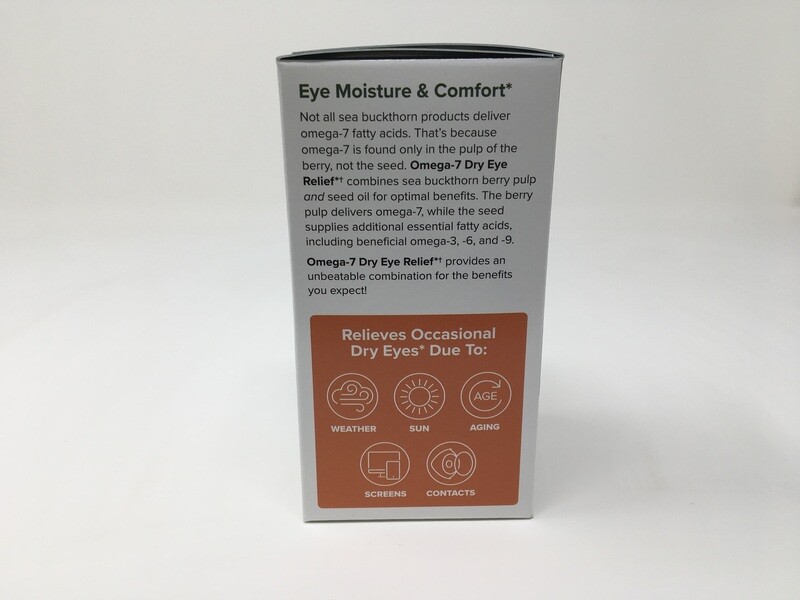 Eye Moisture & Comfort*
Not all sea buckthorn products deliver
omega-7 fatty acids. That's because
omega-7 is found only in the pulp of the
berry, not the seed. Omega-7 Dry Eye
Relief*† combines sea buckthorn berry pulp
and seed oil for optimal benefits. The berry
pulp delivers omega-7, while the seed
supplies additional essential fatty acids,
including beneficial omega-3, -6, and -9.
Omega-7 Dry Eye Relief*† provides an
unbeatable combination for the benefits
you expect!
Relieves Occasional
Dry Eyes* Due To:
AGE
WEATHER SUN AGING
SCREENS CONTACTS